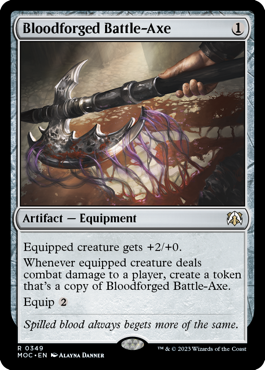 Bloodforged Battle-Axe 1
Artifact — Equipment
Equipped creature gets +2/+0.
Whenever equipped creature deals
combat damage to a player, create a token
that's a copy of Bloodforged Battle-Axe.
Equip 2
Spilled blood always begets more of the same.
R 0349
MOC • EN ALAYNA DANNER
™ & © 2023 Wizards of the Coast